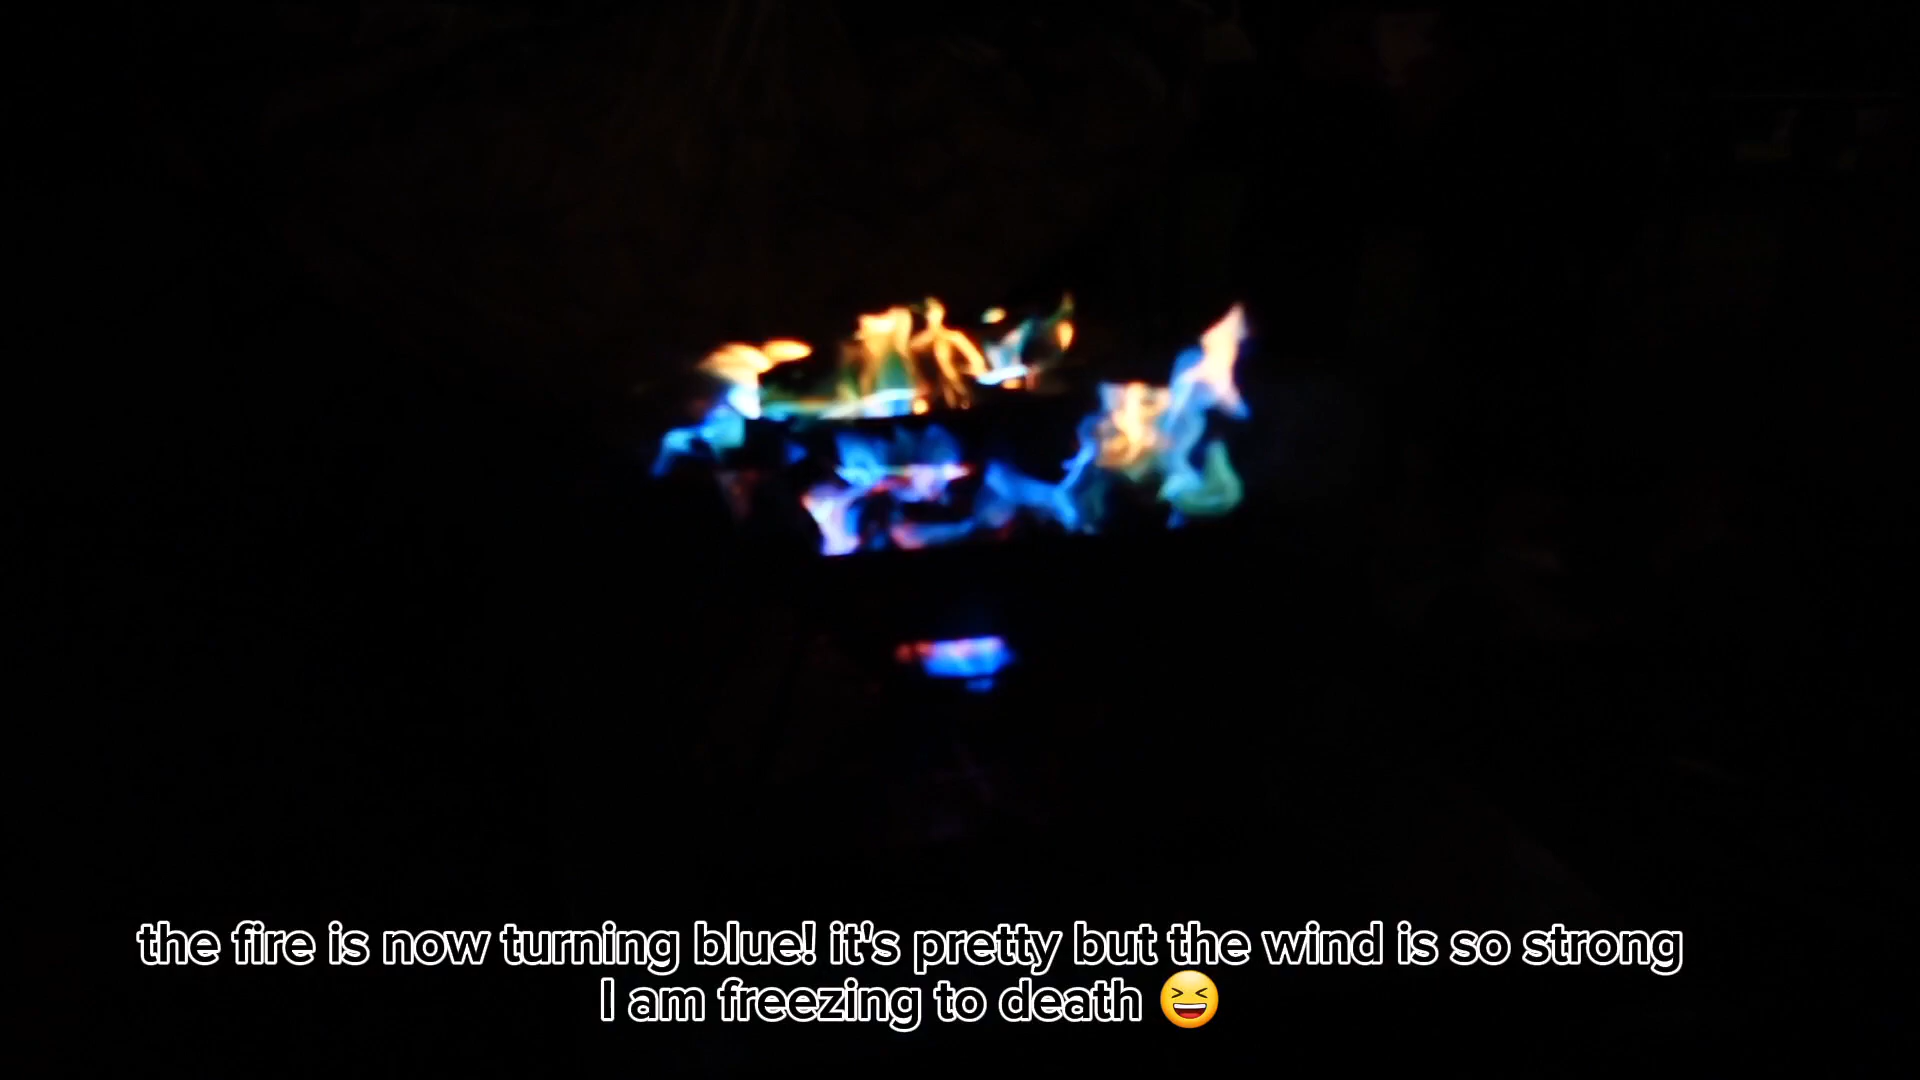 the fire is now turning blue! it's pretty but the wind is so strong
I am freezing to death 😆